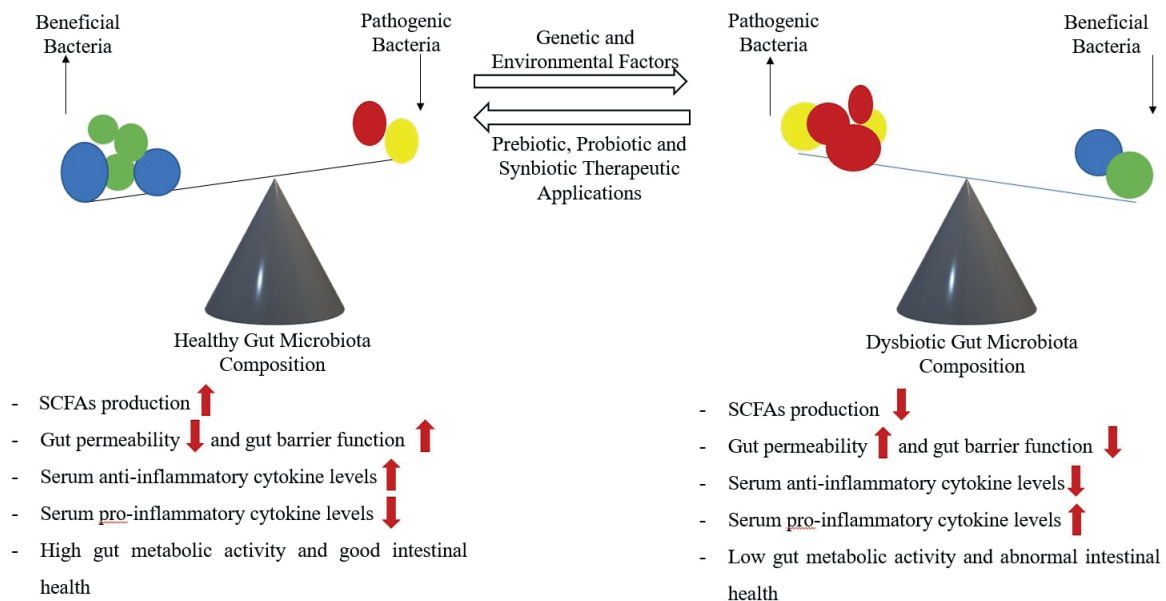 Beneficial
Bacteria
Pathogenic
Bacteria
Genetic and
Environmental Factors
Prebiotic, Probiotic and
Synbiotic Therapeutic
Applications
Pathogenic
Bacteria
Beneficial
Bacteria
Healthy Gut Microbiota
Composition
- SCFAs production
- Gut permeability and gut barrier function
- Serum anti-inflammatory cytokine levels
- Serum pro-inflammatory cytokine levels
- High gut metabolic activity and good intestinal
health
Dysbiotic Gut Microbiota
Composition
- SCFAs production
- Gut permeability and gut barrier function
- Serum anti-inflammatory cytokine levels
- Serum pro-inflammatory cytokine levels
- Low gut metabolic activity and abnormal intestinal
health